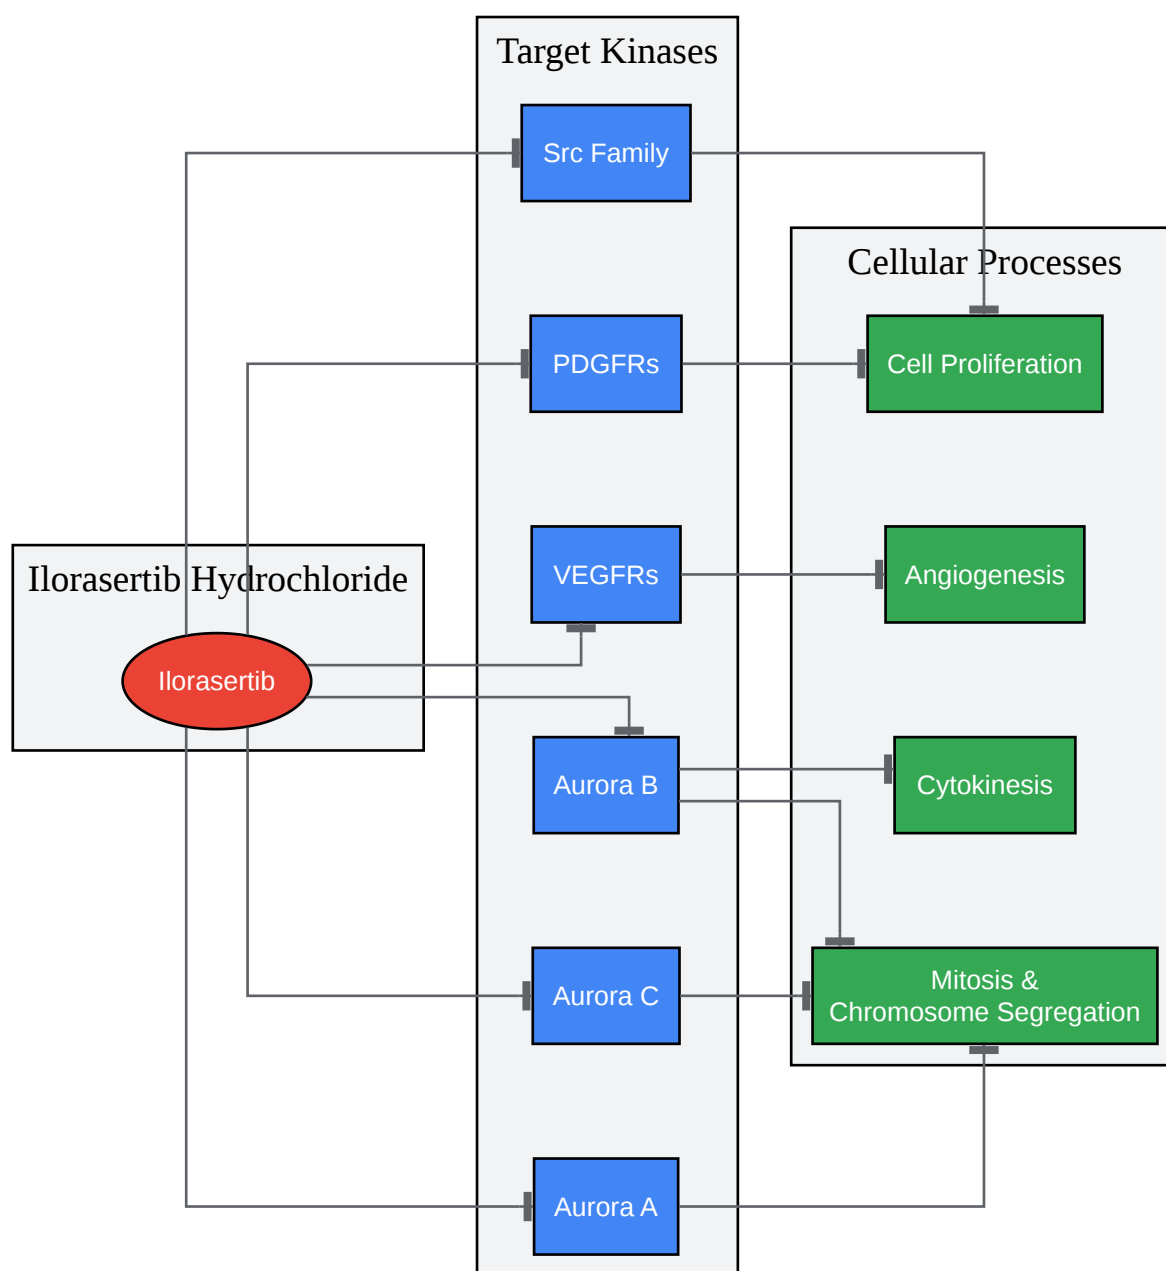 Target Kinases
Src Family
Cellular Processes
PDGFRs
Cell Proliferation
VEGFRs
Angiogenesis
Ilorasertib Hydrochloride
Ilorasertib
Aurora B
Cytokinesis
Aurora C
Mitosis &
Chromosome Segregation
Aurora A